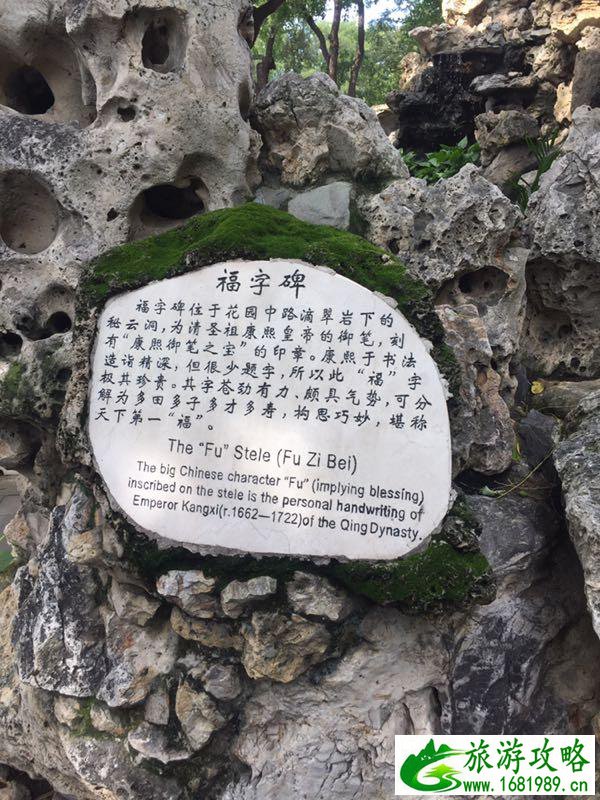 福字碑
福字碑位于花园中路滴翠岩下的
秘云洞，为清圣祖康熙皇帝的御笔，刻
有“康熙御笔之宝”的印章。康熙于书法
造诣精深，但很少题字，所以此“福”字
极其珍贵。其字苍劲有力、颇具气势，可分
解为多田多子多才多寿，构思巧妙，堪称
天下第一“福”。
The “Fu” Stele (Fu Zi Bei)
The big Chinese character “Fu” (implying blessing)
inscribed on the stele is the personal handwriting of
Emperor Kangxi(r.1662—1722)of the Qing Dynasty.
旅游攻略
www.1681989.cn